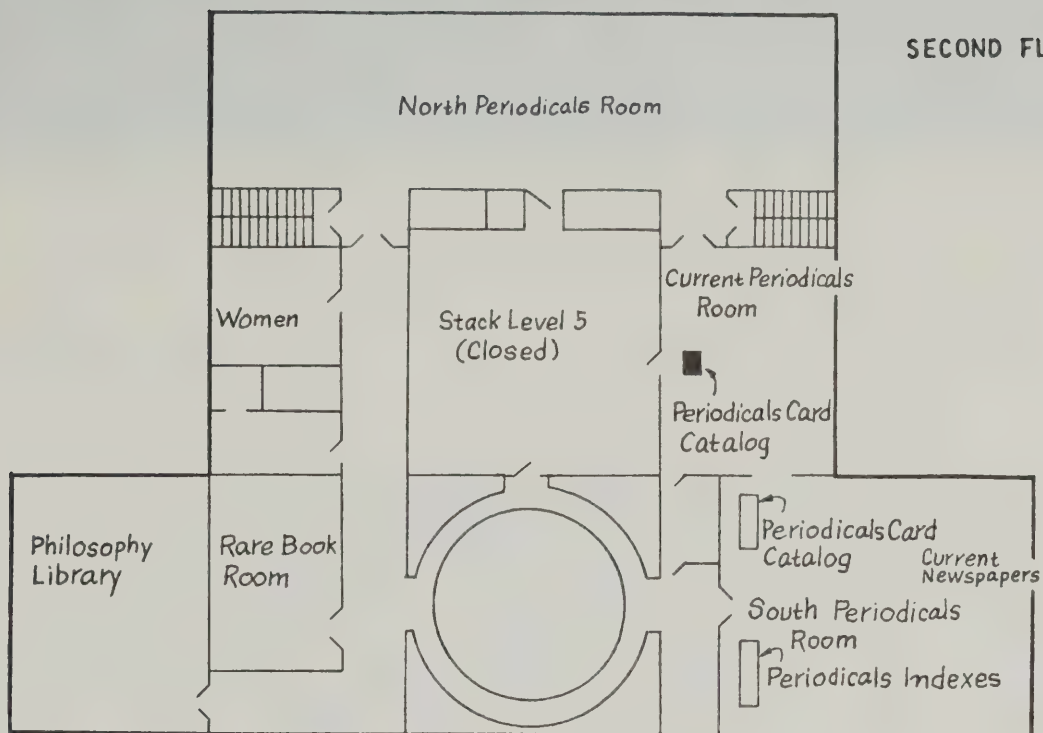 SECOND FL
North Periodicals Room
Current Periodicals
Room
Women
Stack Level 5
(Closed)
Periodicals Card
Catalog
Philosophy
Library
Rare Book
Room
Periodicals Card
Catalog
Current
Newspapers
South Periodicals
Room
Periodicals Indexes